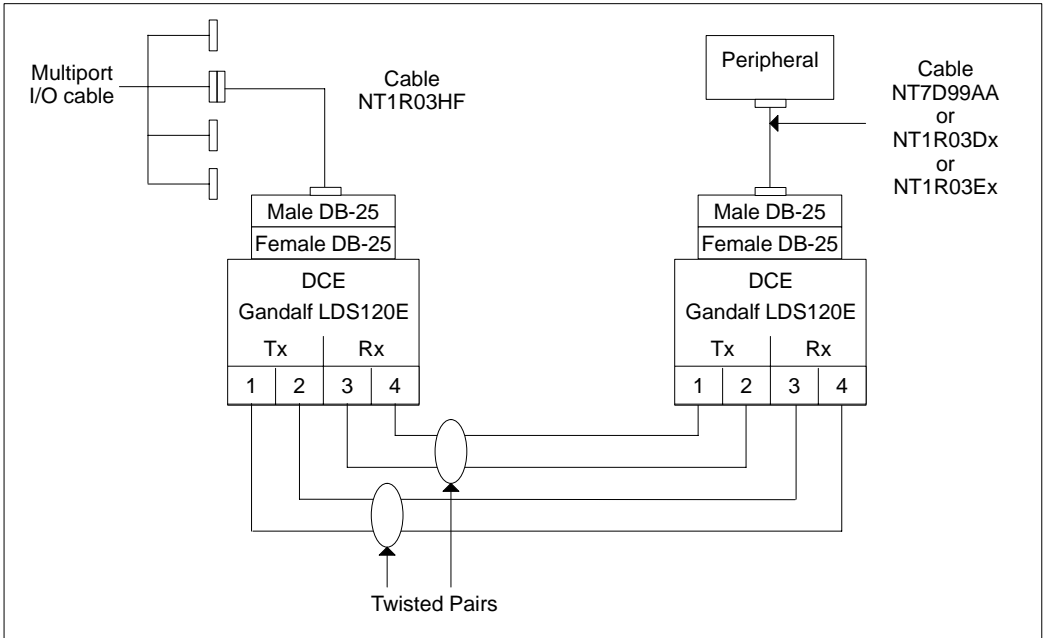 Multiport
I/O cable
Cable
NT1R03HF
Peripheral
Cable
NT7D99AA
or
NT1R03Dx
or
NT1R03Ex
Male DB-25
Female DB-25
DCE
Gandalf LDS120E
Tx Rx
1 2 3 4
Male DB-25
Female DB-25
DCE
Gandalf LDS120E
Tx Rx
1 2 3 4
Twisted Pairs